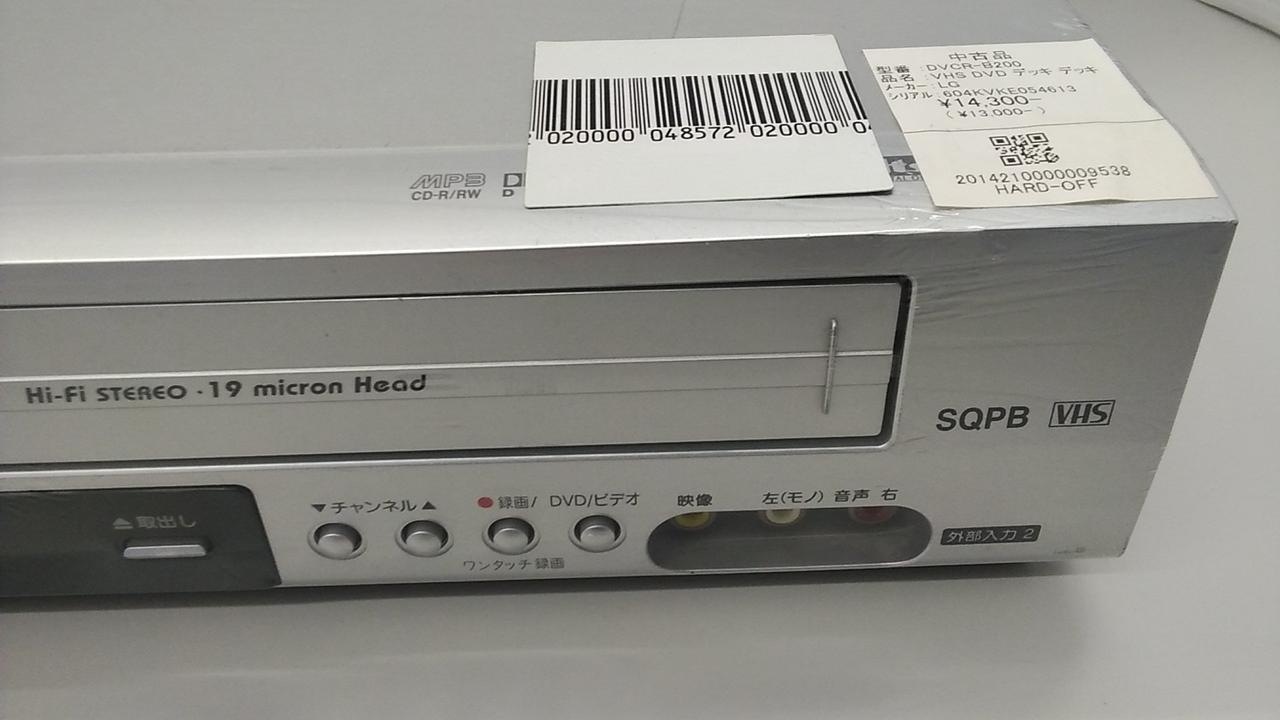 中古品
型番 :DVCR-B200
品名 :VHS DVD デッキ デッキ
メーカー:LG
シリアル:604KVKE054613
¥14,300-
(¥13,000-)
2014210000009538
HARD-OFF
020000 048572 020000 04
MP3
CD-R/RW
D
Hi-Fi STEREO · 19 micron Head
SQPB VHS
▲取出し
▼チャンネル▲
●録画/
DVD/ビデオ
ワンタッチ録画
映像
左(モノ) 音声 右
外部入力 2